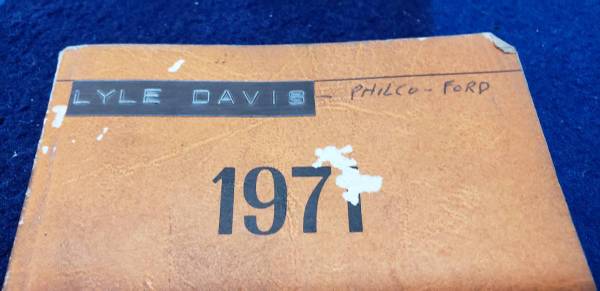 LYLE DAVIS - PHILCO - FORD
1971